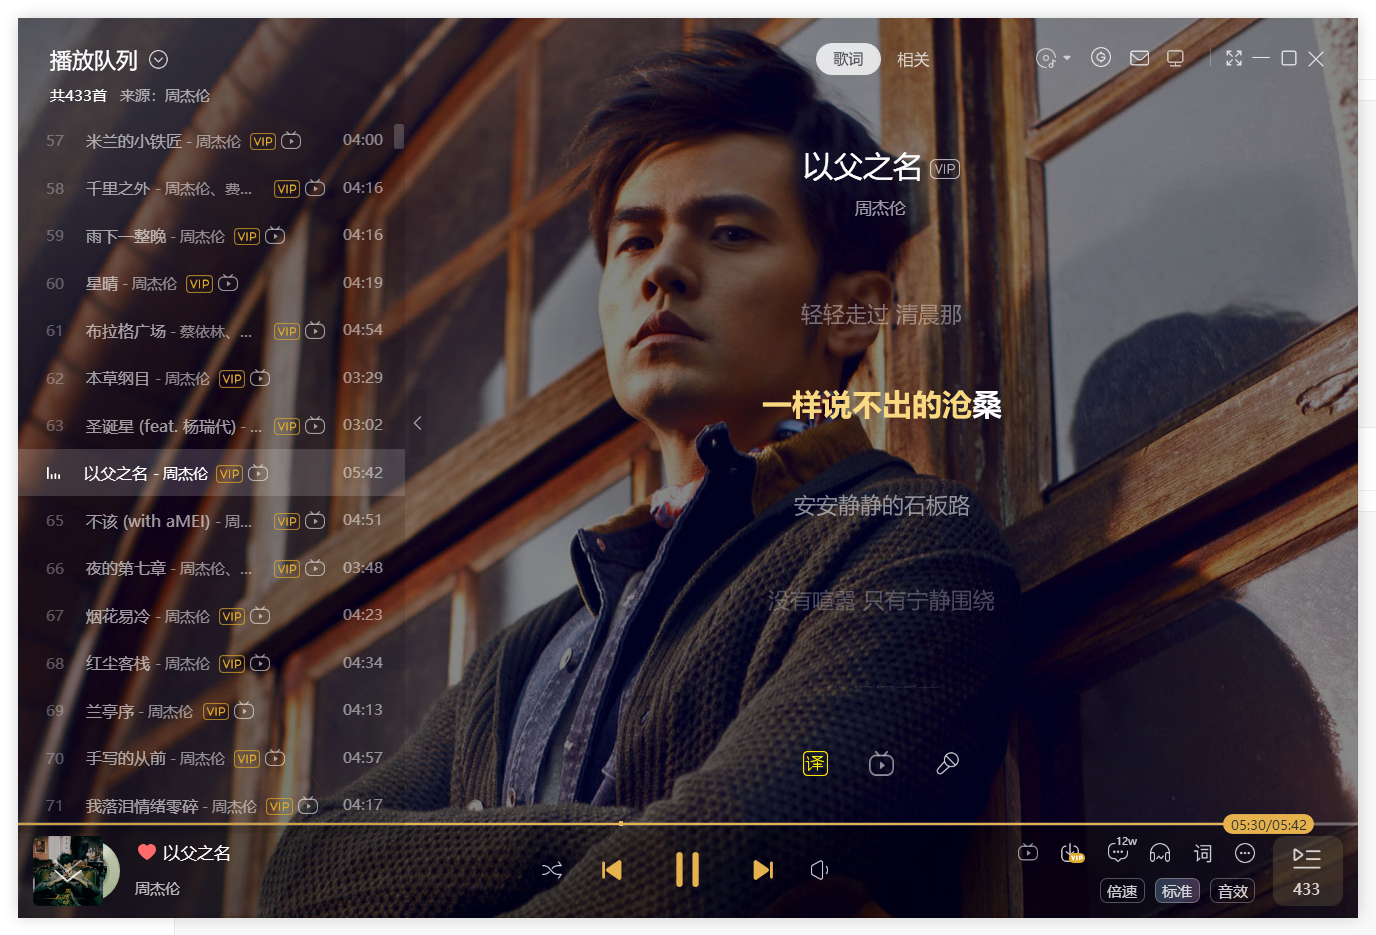 播放队列
共433首 来源：周杰伦
57 米兰的小铁匠 - 周杰伦 VIP 04:00
58 千里之外 - 周杰伦、费... VIP 04:16
59 雨下一整晚 - 周杰伦 VIP 04:16
60 星晴 - 周杰伦 VIP 04:19
61 布拉格广场 - 蔡依林、... VIP 04:54
62 本草纲目 - 周杰伦 VIP 03:29
63 圣诞星 (feat. 杨瑞代) - ... VIP 03:02
以父之名 - 周杰伦 VIP 05:42
65 不该 (with aMEI) - 周... VIP 04:51
66 夜的第七章 - 周杰伦、... VIP 03:48
67 烟花易冷 - 周杰伦 VIP 04:23
68 红尘客栈 - 周杰伦 VIP 04:34
69 兰亭序 - 周杰伦 VIP 04:13
70 手写的从前 - 周杰伦 VIP 04:57
71 我落泪情绪零碎 - 周杰伦 VIP 04:17
歌词 相关
以父之名 VIP
周杰伦
轻轻走过 清晨那
一样说不出的沧桑
安安静静的石板路
没有喧嚣 只有宁静围绕
译
05:30/05:42
以父之名
周杰伦
VIP 12w 词
倍速 标准 音效
433